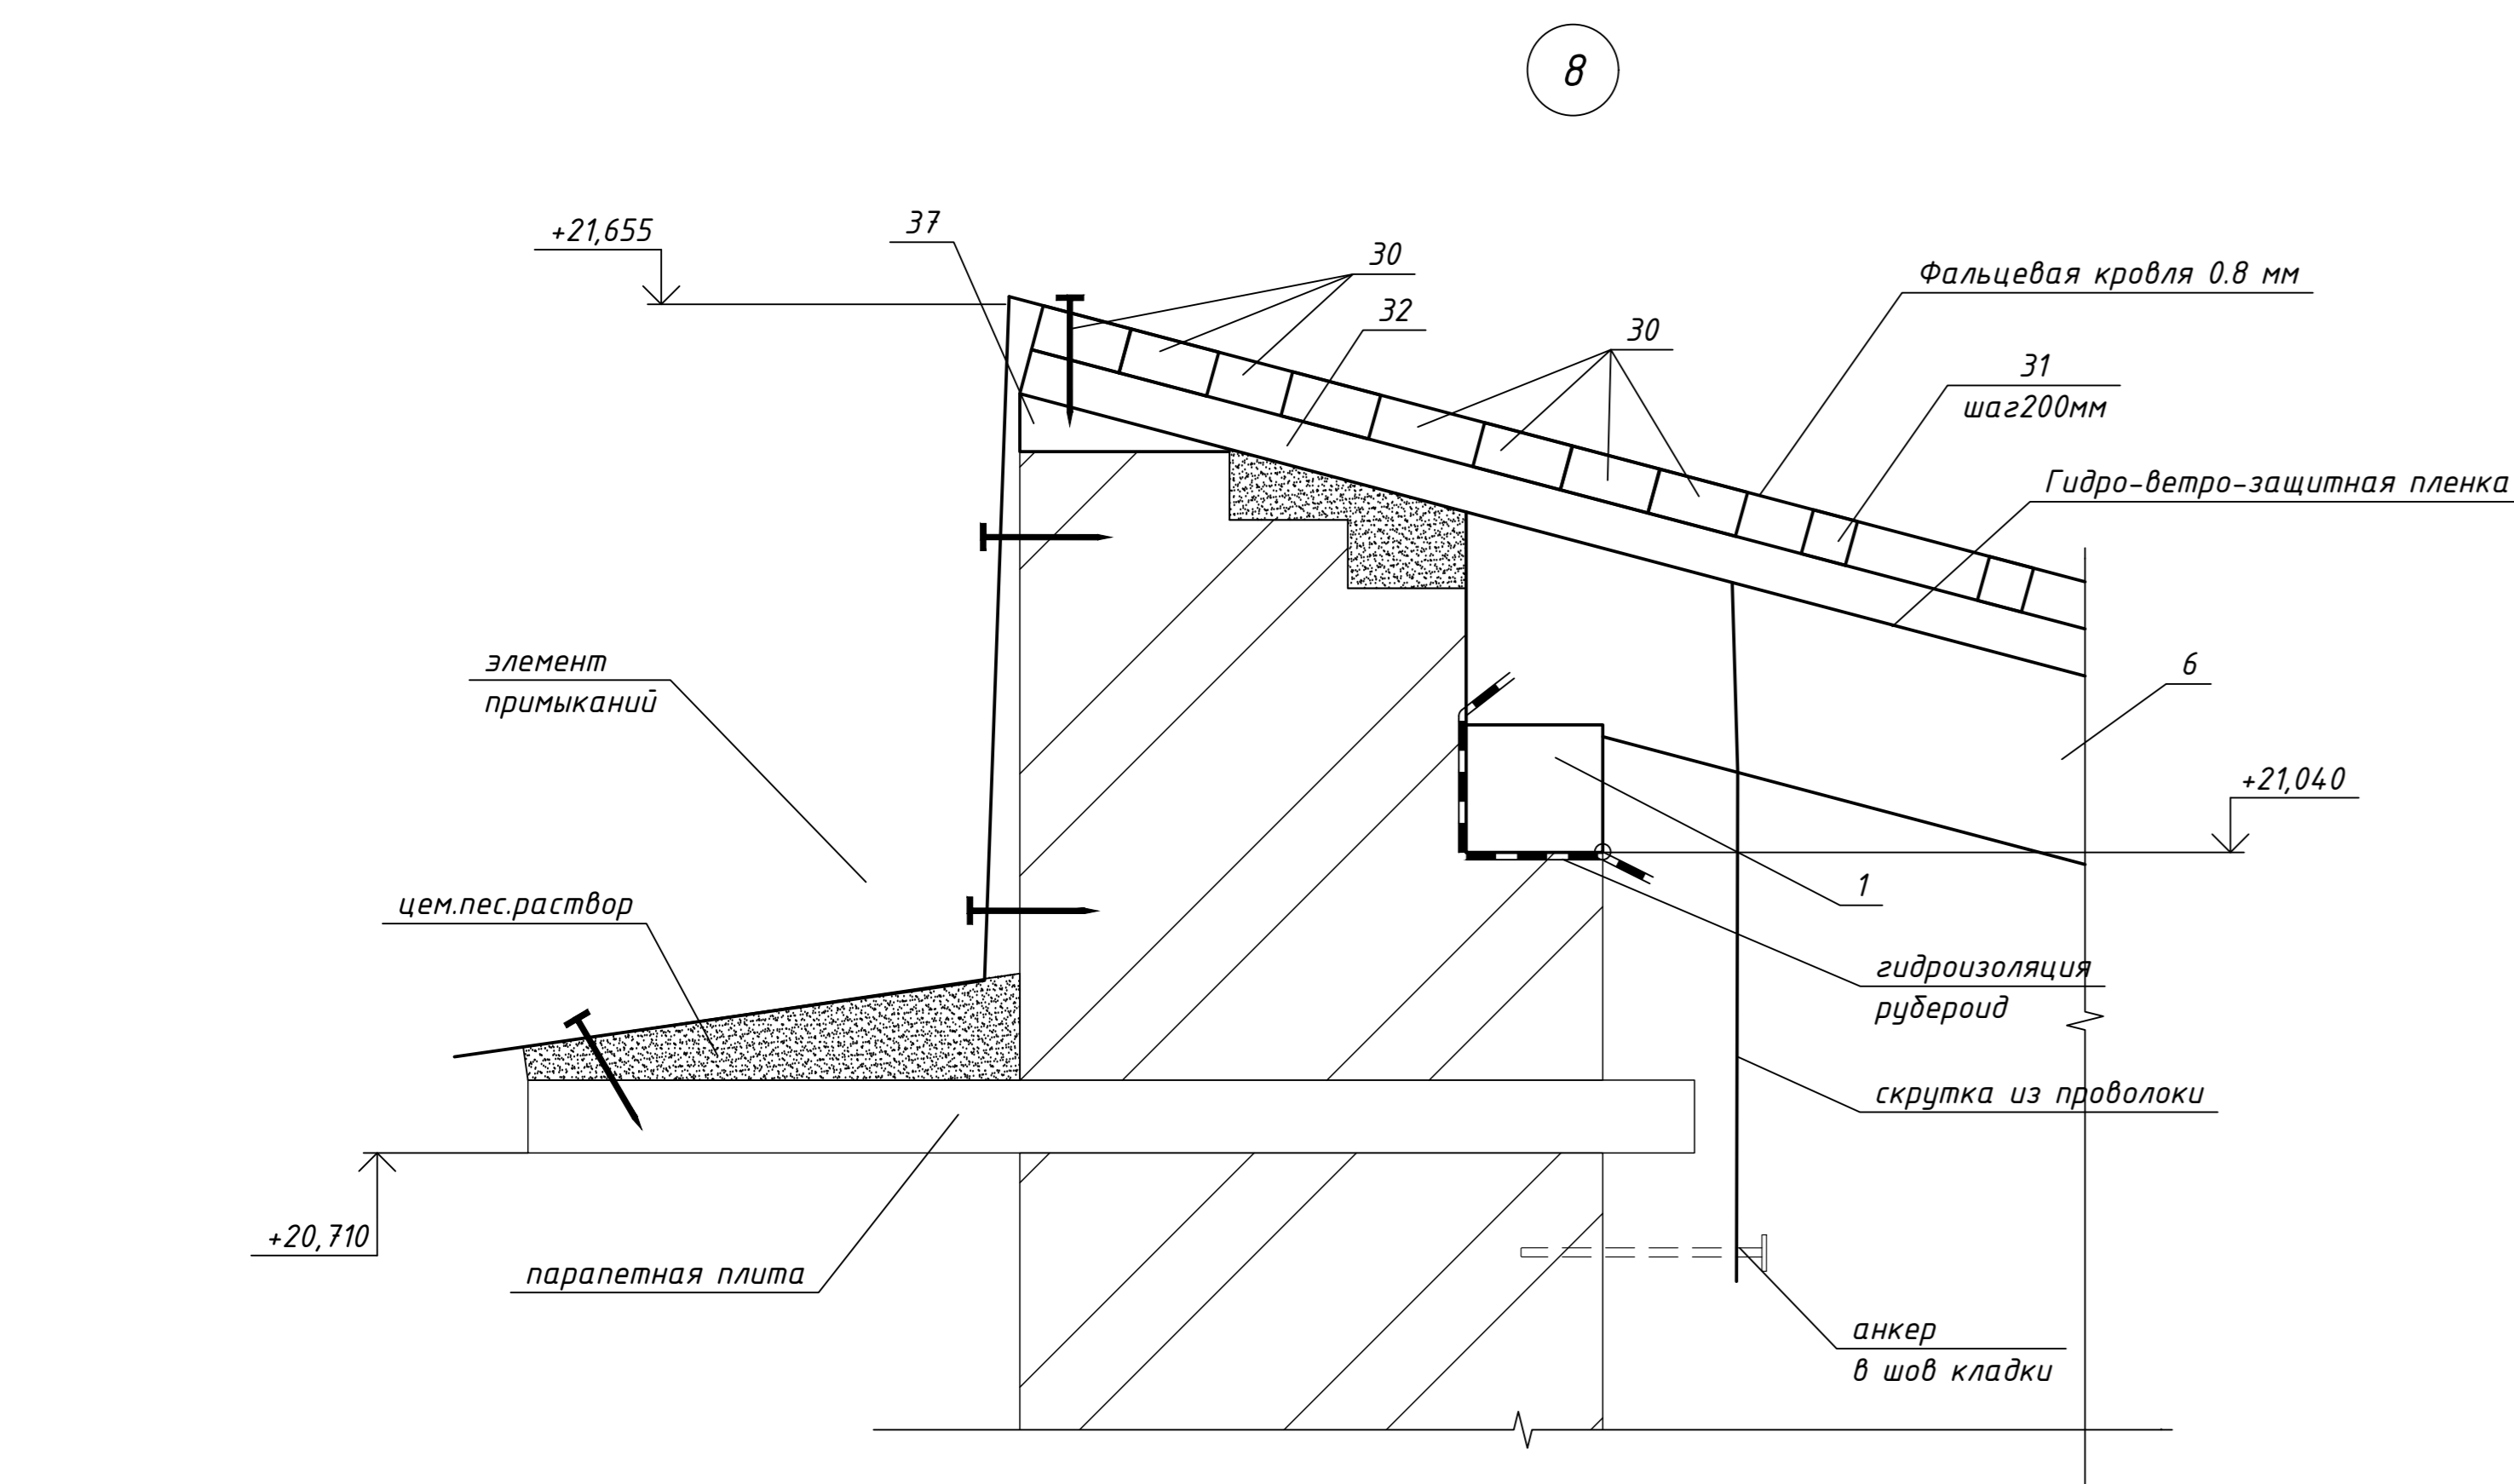 8
+21,655
37
30
32
30
Фальцевая кровля 0.8 мм
31
шаг200мм
Гидро-ветро-защитная пленка
элемент
примыканий
6
+21,040
цем.пес.раствор
1
гидроизоляция
рубероид
скрутка из проволоки
+20,710
парапетная плита
анкер
в шов кладки